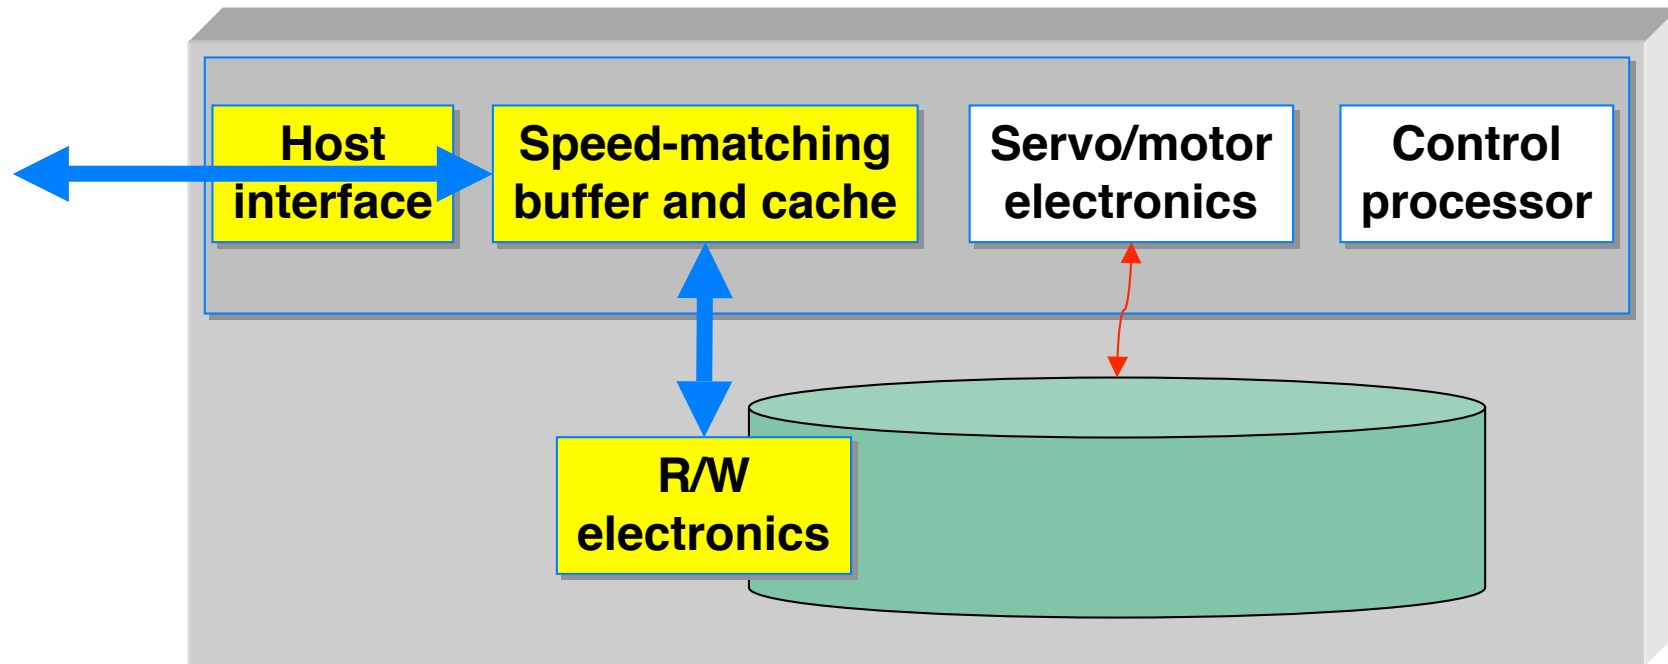 Host
interface
Speed-matching
buffer and cache
Servo/motor
electronics
Control
processor
R/W
electronics